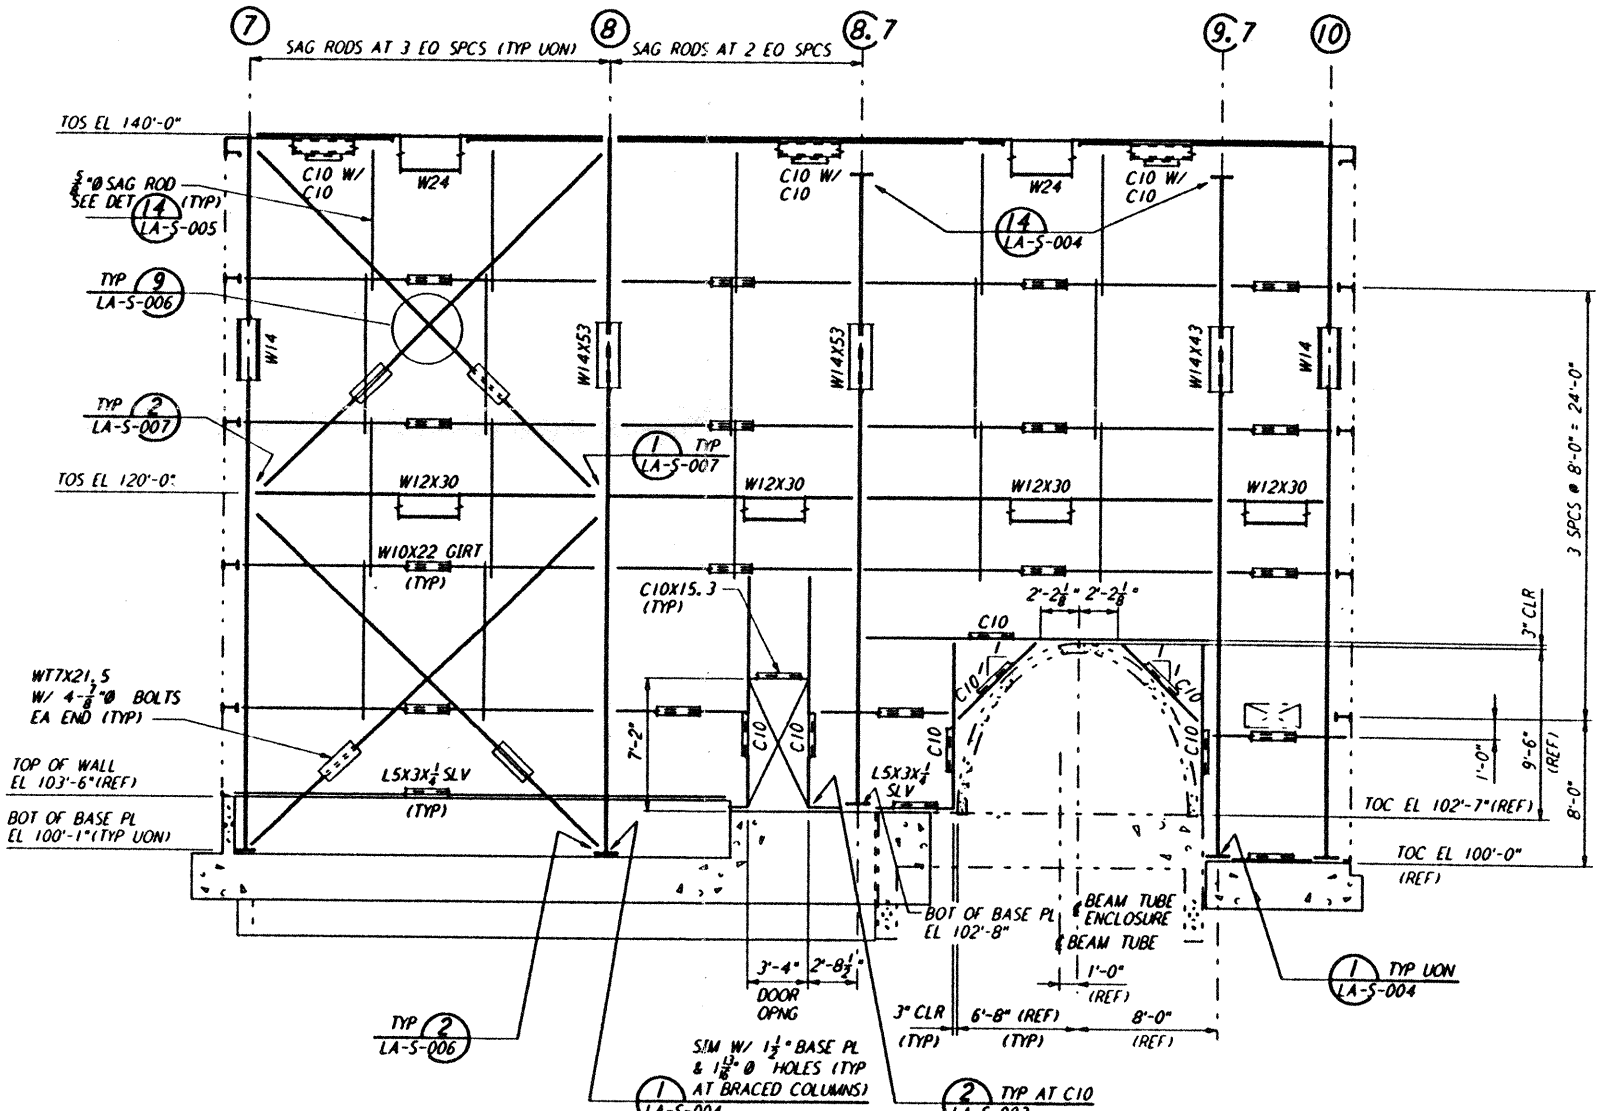 7
8
8.7
9.7
10
SAG RODS AT 3 EQ SPCS (TYP UON)
SAG RODS AT 2 EQ SPCS
TOS EL 140'-0"
C10 W/
C10
W24
C10 W/
C10
W24
C10 W/
C10
5/8"Ø SAG ROD
SEE DET 14 (TYP)
LA-S-005
14
LA-S-004
TYP 9
LA-S-006
W14
W14X53
W14X53
W14X43
W14
3 SPCS @ 8'-0" = 24'-0"
TYP 2
LA-S-007
1 TYP
LA-S-007
TOS EL 120'-0"
W12X30
W12X30
W12X30
W12X30
W10X22 GIRT
(TYP)
C10X15.3
(TYP)
2'-2 1/8"
2'-2 1/8"
C10
3" CLR
WT7X21.5
W/ 4-7/8"Ø BOLTS
EA END (TYP)
C10
C10
7'-2"
C10
C10
C10
C10
1'-0"
9'-6"
(REF)
8'-0"
TOP OF WALL
EL 103'-6" (REF)
L5X3X1/4 SLV
(TYP)
L5X3X1/4
SLV
TOC EL 102'-7" (REF)
BOT OF BASE PL
EL 100'-1" (TYP UON)
TOC EL 100'-0"
(REF)
BOT OF BASE PL
EL 102'-8"
BEAM TUBE
ENCLOSURE
BEAM TUBE
3'-4"
2'-8 1/2"
DOOR
OPNG
1'-0"
(REF)
1 TYP UON
LA-S-004
3" CLR
(TYP)
6'-8" (REF)
(TYP)
8'-0"
(REF)
TYP 2
LA-S-006
SIM W/ 1 1/2" BASE PL
& 1 13/16" Ø HOLES (TYP
1 AT BRACED COLUMNS)
LA-S-004
2 TYP AT C10